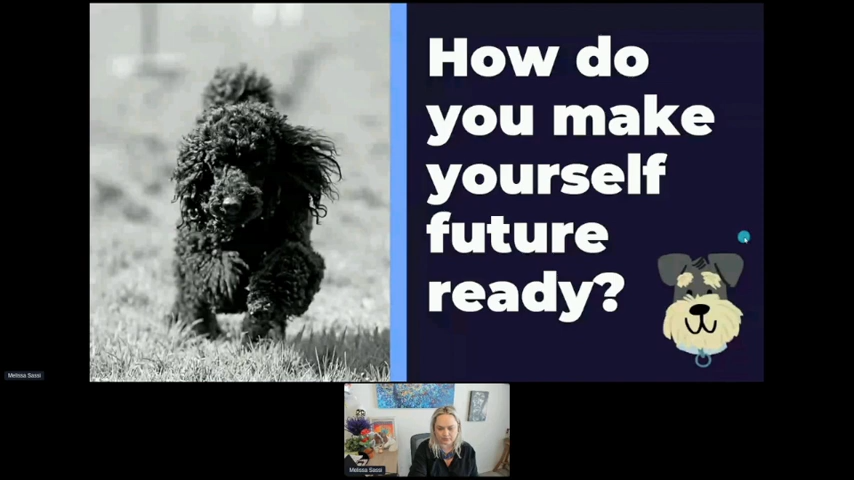 How do
you make
yourself
future
ready?
Melissa Sassi
Melissa Sassi